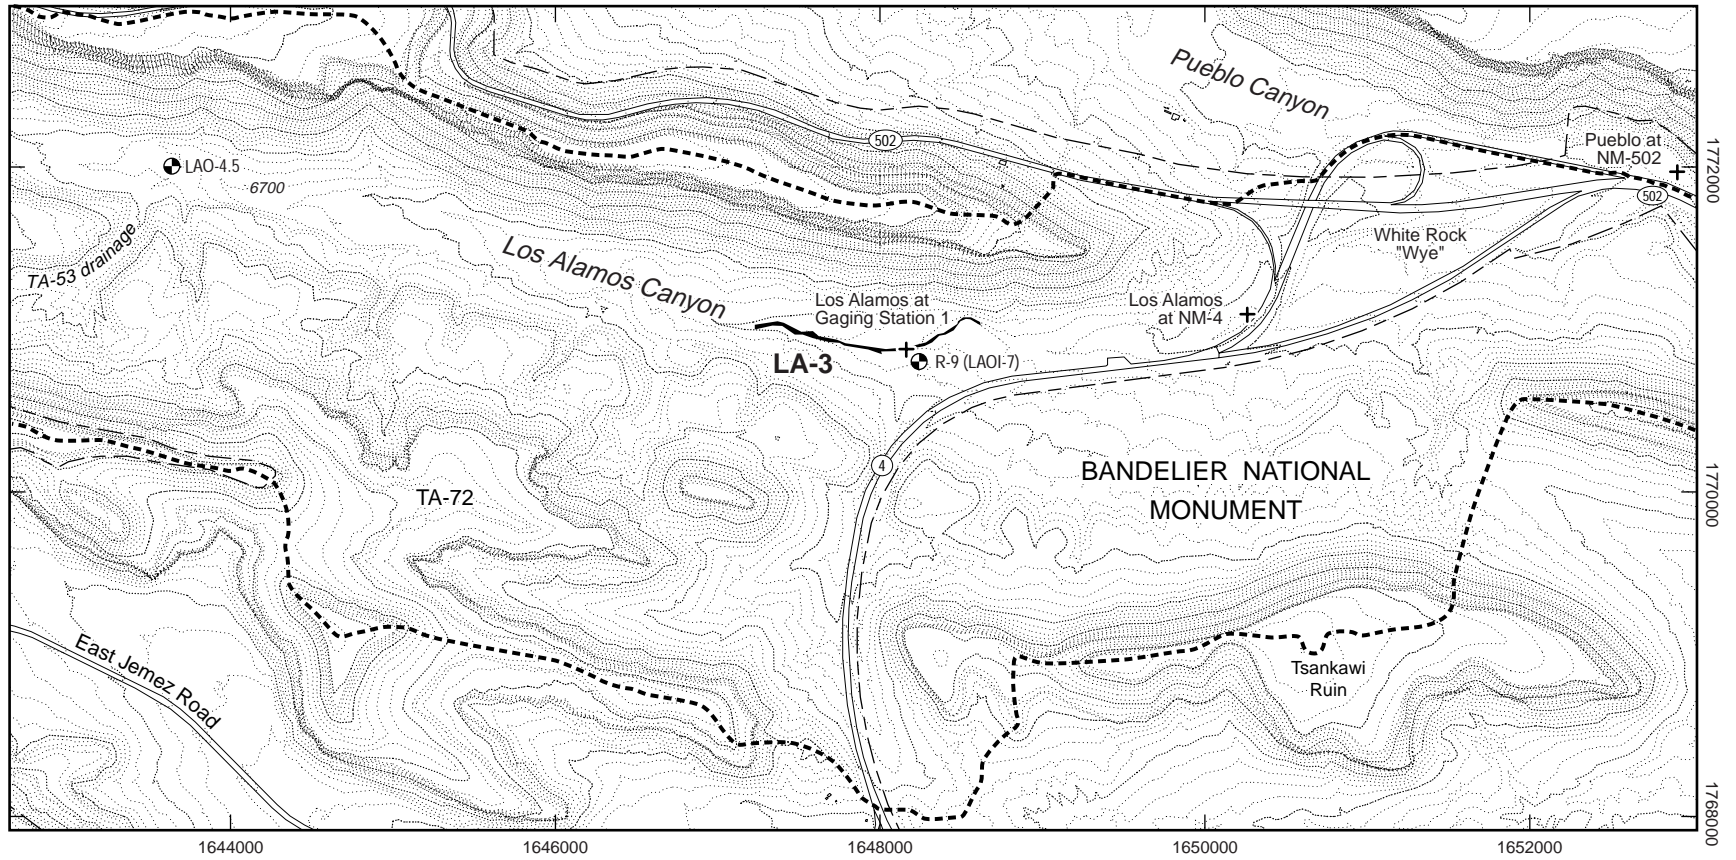 Pueblo Canyon
502
Pueblo at
NM-502
LAO-4.5
6700
502
1772000
TA-53 drainage
Los Alamos Canyon
White Rock
"Wye"
Los Alamos at
Gaging Station 1
Los Alamos
at NM-4
LA-3
R-9 (LAOI-7)
4
BANDELIER NATIONAL
MONUMENT
TA-72
1770000
East Jemez Road
Tsankawi
Ruin
1768000
1644000
1646000
1648000
1650000
1652000